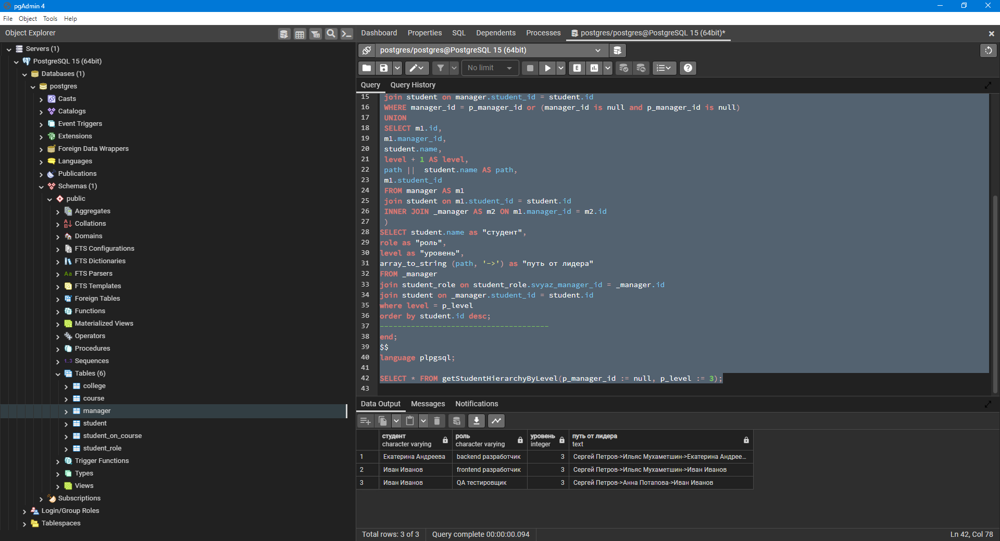 pgAdmin 4
File Object Tools Help
Object Explorer
Dashboard Properties SQL Dependents Processes postgres/postgres@PostgreSQL 15 (64bit)*
Servers (1)
PostgreSQL 15 (64bit)
Databases (1)
postgres
Casts
Catalogs
Event Triggers
Extensions
Foreign Data Wrappers
Languages
Publications
Schemas (1)
public
Aggregates
Collations
Domains
FTS Configurations
FTS Dictionaries
Aa FTS Parsers
FTS Templates
Foreign Tables
Functions
Materialized Views
Operators
Procedures
1..3 Sequences
Tables (6)
college
course
manager
student
student_on_course
student_role
Trigger Functions
Types
Views
Subscriptions
Login/Group Roles
Tablespaces
postgres/postgres@PostgreSQL 15 (64bit)
No limit
E
Query Query History
15 join student on manager.student_id = student.id
16 WHERE manager_id = p_manager_id or (manager_id is null and p_manager_id is null)
17 UNION
18 SELECT m1.id,
19 m1.manager_id,
20 student.name,
21 level + 1 AS level,
22 path || student.name AS path,
23 m1.student_id
24 FROM manager AS m1
25 join student on m1.student_id = student.id
26 INNER JOIN _manager AS m2 ON m1.manager_id = m2.id
27 )
28 SELECT student.name as "студент",
29 role as "роль",
30 level as "уровень",
31 array_to_string (path, '->') as "путь от лидера"
32 FROM _manager
33 join student_role on student_role.svyaz_manager_id = _manager.id
34 join student on _manager.student_id = student.id
35 where level = p_level
36 order by student.id desc;
37 --------------------------------------
38 end;
39 $$
40 language plpgsql;
41
42 SELECT * FROM getStudentHierarchyByLevel(p_manager_id := null, p_level := 3);
43
Data Output Messages Notifications
студент роль уровень путь от лидера
character varying character varying integer text
1 Екатерина Андреева backend разработчик 3 Сергей Петров->Ильяс Мухаметшин->Екатерина Андрее...
2 Иван Иванов frontend разработчик 3 Сергей Петров->Ильяс Мухаметшин->Иван Иванов
3 Иван Иванов QA тестировщик 3 Сергей Петров->Анна Потапова->Иван Иванов
Total rows: 3 of 3 Query complete 00:00:00.094 Ln 42, Col 78